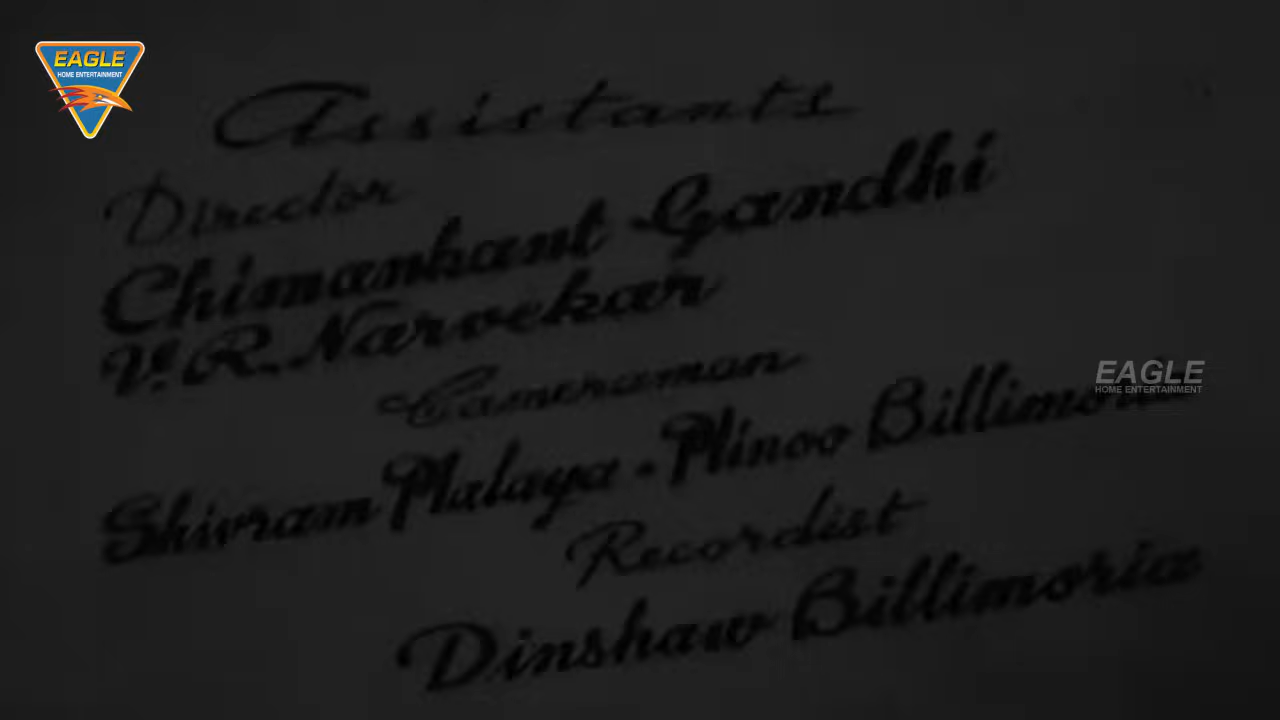 EAGLE
HOME ENTERTAINMENT
Assistants
Director
Chimankant Gandhi
V. R. Narvekar
Cameraman
EAGLE
HOME ENTERTAINMENT
Shivram Malaya - Minoo Billimoria
Recordist
Dinshaw Billimoria